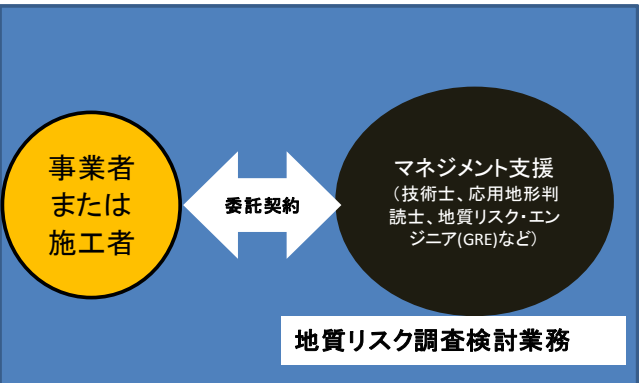 事業者
または
施工者
委託契約
マネジメント支援
（技術士、応用地形判
読士、地質リスク・エン
ジニア(GRE)など）
地質リスク調査検討業務